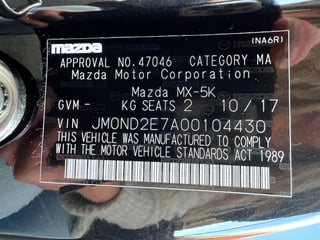 mazda (NA6R)
APPROVAL NO.47046 CATEGORY MA
Mazda Motor Corporation
Mazda MX-5K
GVM - KG SEATS 2 10/17
VIN JM0ND2E7A00104430
THIS VEHICLE WAS MANUFACTURED TO COMPLY
WITH THE MOTOR VEHICLE STANDARDS ACT 1989